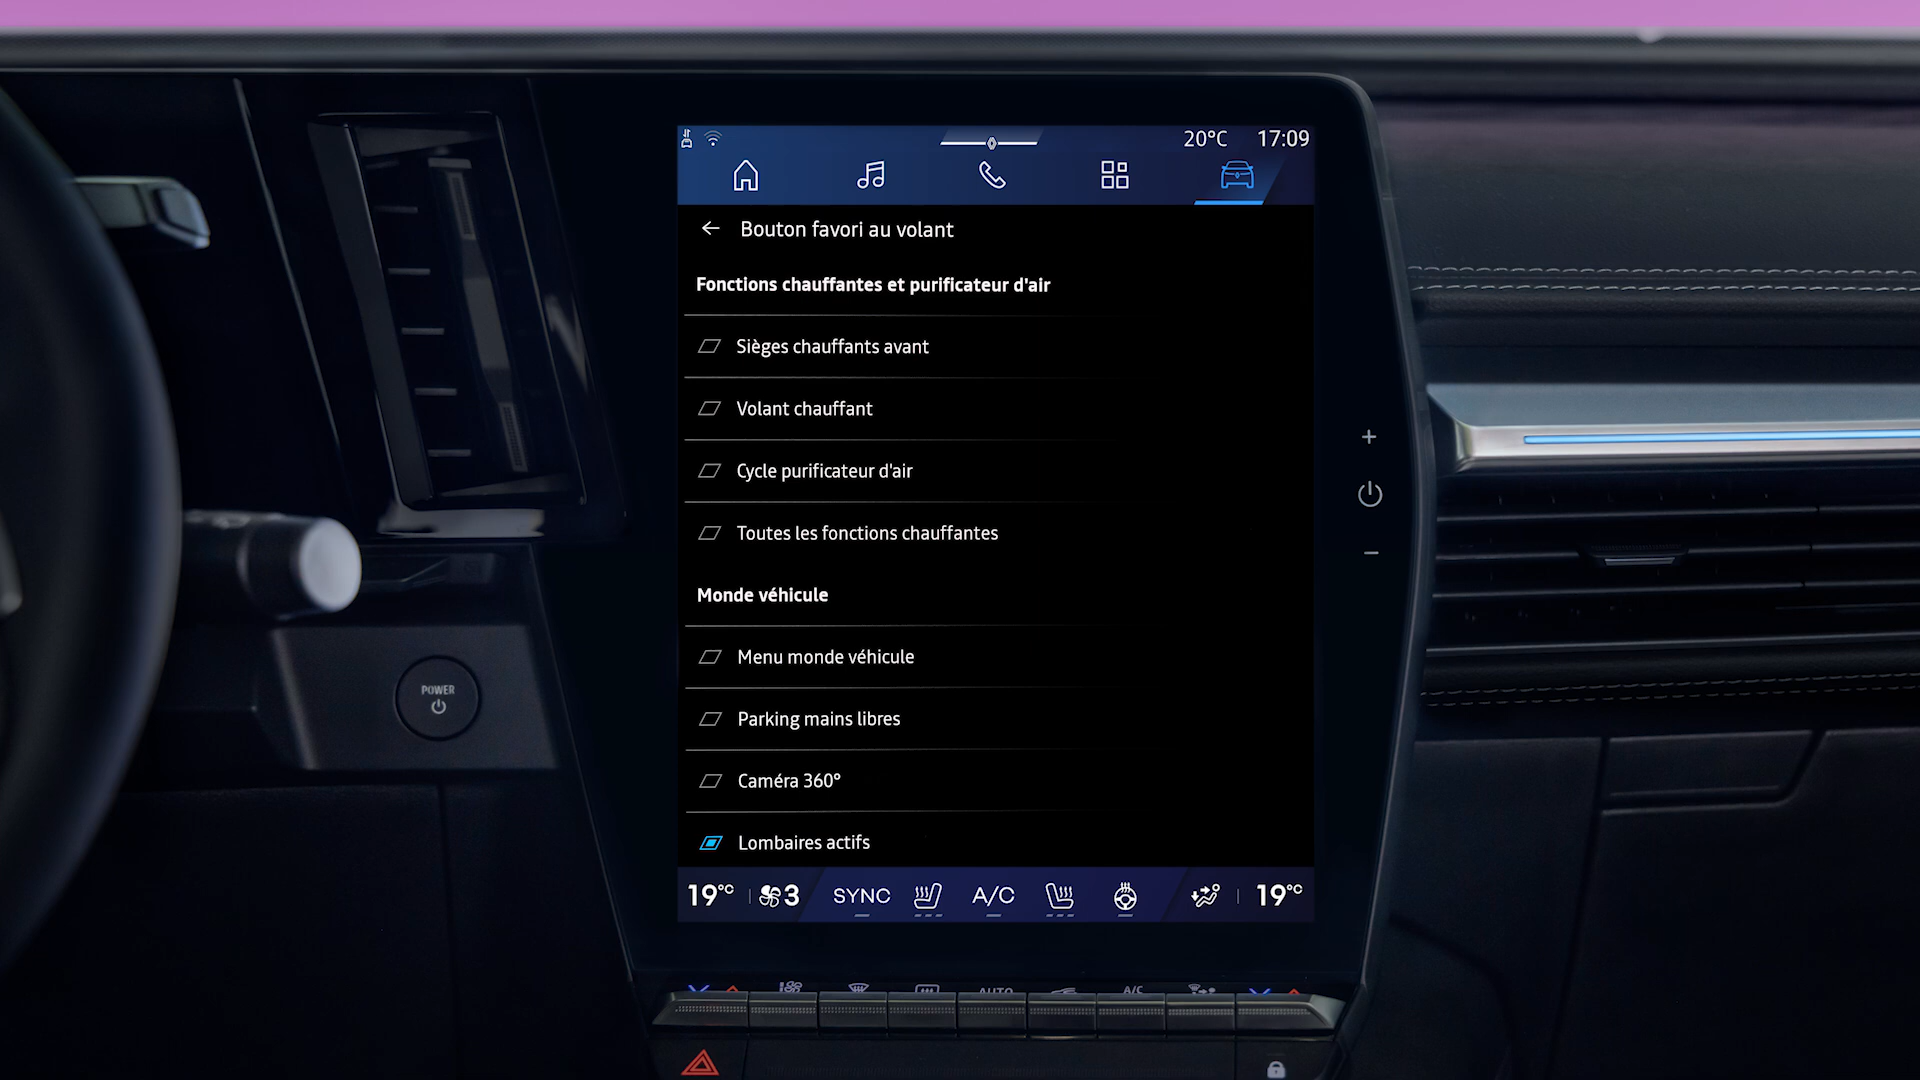 20°C 17:09
Bouton favori au volant
Fonctions chauffantes et purificateur d'air
Sièges chauffants avant
Volant chauffant
Cycle purificateur d'air
Toutes les fonctions chauffantes
Monde véhicule
Menu monde véhicule
Parking mains libres
Caméra 360°
Lombaires actifs
19°C 3 SYNC A/C 19°C
POWER
AUTO A/C